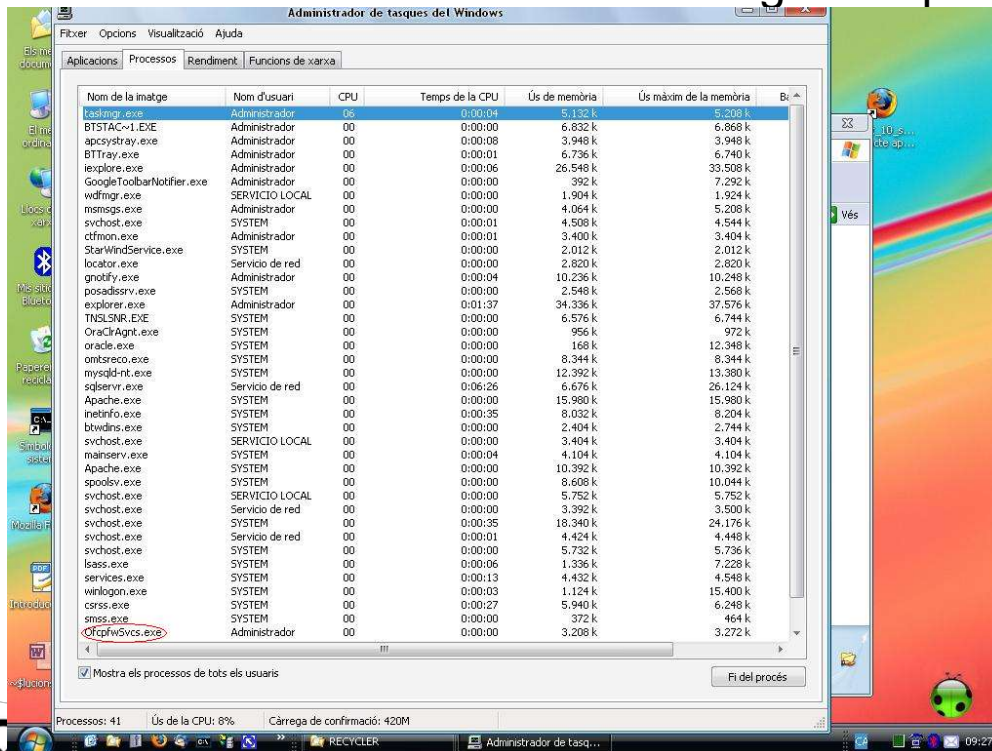 g p
Administrador de tasques del Windows
Fitxer Opcions Visualització Ajuda
Aplicacions Processos Rendiment Funcions de xarxa
Nom de la imatge Nom d'usuari CPU Temps de la CPU Ús de memòria Ús màxim de la memòria
taskmgr.exe Administrador 06 0:00:04 5.132 k 5.208 k
BTSTAC~1.EXE Administrador 00 0:00:00 6.832 k 6.868 k
apcsystray.exe Administrador 00 0:00:08 3.948 k 3.948 k
BTTray.exe Administrador 00 0:00:01 6.736 k 6.740 k
iexplore.exe Administrador 00 0:00:06 26.548 k 33.508 k
GoogleToolbarNotifier.exe Administrador 00 0:00:00 392 k 7.292 k
wdfmgr.exe SERVICIO LOCAL 00 0:00:00 1.904 k 1.924 k
msmsgs.exe Administrador 00 0:00:00 4.064 k 5.208 k
svchost.exe SYSTEM 00 0:00:01 4.508 k 4.544 k
ctfmon.exe Administrador 00 0:00:01 3.400 k 3.404 k
StarWindService.exe SYSTEM 00 0:00:00 2.012 k 2.012 k
locator.exe Servicio de red 00 0:00:00 2.820 k 2.820 k
gnotify.exe Administrador 00 0:00:04 10.236 k 10.248 k
posadissrv.exe SYSTEM 00 0:00:00 2.548 k 2.568 k
explorer.exe Administrador 00 0:01:37 34.336 k 37.576 k
TNSLSNR.EXE SYSTEM 00 0:00:00 6.576 k 6.744 k
OraClrAgnt.exe SYSTEM 00 0:00:00 956 k 972 k
oracle.exe SYSTEM 00 0:00:00 168 k 12.348 k
omtsreco.exe SYSTEM 00 0:00:00 8.344 k 8.344 k
mysqld-nt.exe SYSTEM 00 0:00:00 12.392 k 13.380 k
sqlservr.exe Servicio de red 00 0:06:26 6.676 k 26.124 k
Apache.exe SYSTEM 00 0:00:00 15.980 k 15.980 k
inetinfo.exe SYSTEM 00 0:00:35 8.032 k 8.204 k
btwdins.exe SYSTEM 00 0:00:00 2.404 k 2.744 k
svchost.exe SERVICIO LOCAL 00 0:00:00 3.404 k 3.404 k
mainserv.exe SYSTEM 00 0:00:04 4.104 k 4.104 k
Apache.exe SYSTEM 00 0:00:00 10.392 k 10.392 k
spoolsv.exe SYSTEM 00 0:00:00 8.608 k 10.044 k
svchost.exe SERVICIO LOCAL 00 0:00:00 5.752 k 5.752 k
svchost.exe Servicio de red 00 0:00:00 3.392 k 3.500 k
svchost.exe SYSTEM 00 0:00:35 18.340 k 24.176 k
svchost.exe Servicio de red 00 0:00:01 4.424 k 4.448 k
svchost.exe SYSTEM 00 0:00:00 5.732 k 5.736 k
lsass.exe SYSTEM 00 0:00:06 1.336 k 7.228 k
services.exe SYSTEM 00 0:00:13 4.432 k 4.548 k
winlogon.exe SYSTEM 00 0:00:03 1.124 k 15.400 k
csrss.exe SYSTEM 00 0:00:27 5.940 k 6.248 k
smss.exe SYSTEM 00 0:00:00 372 k 464 k
OfcpfwSvcs.exe Administrador 00 0:00:00 3.208 k 3.272 k
Mostra els processos de tots els usuaris
Fi del procés
Processos: 41 Ús de la CPU: 8% Càrrega de confirmació: 420M
Vés
RECYCLER Administrador de tasq... CA 09:27